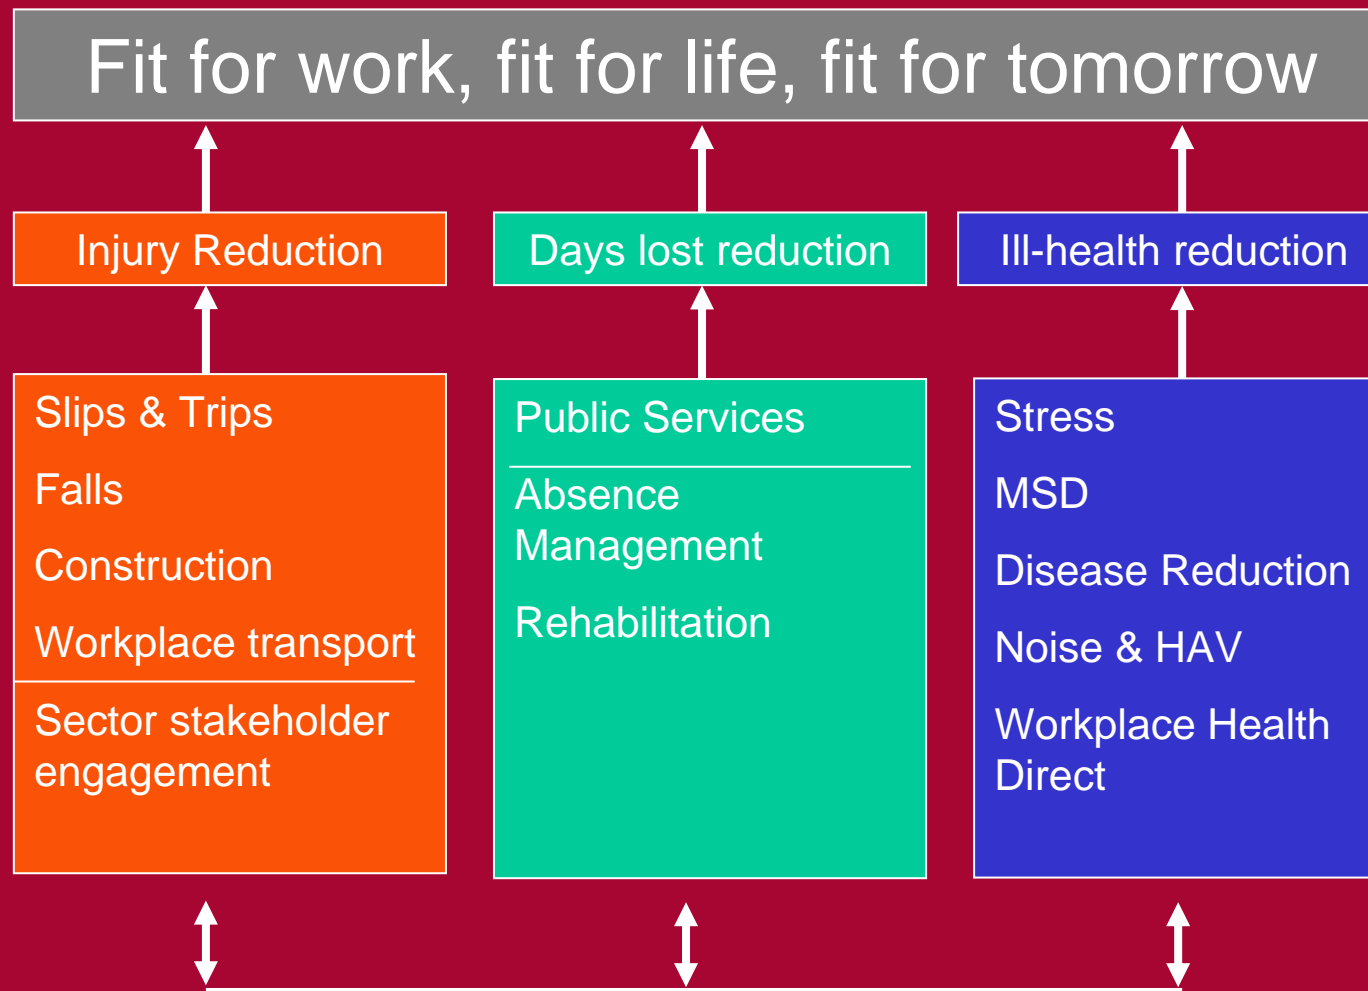 Fit for work, fit for life, fit for tomorrow
Injury Reduction
Days lost reduction
Ill-health reduction
Slips & Trips
Falls
Construction
Workplace transport
Sector stakeholder
engagement
Public Services
Absence
Management
Rehabilitation
Stress
MSD
Disease Reduction
Noise & HAV
Workplace Health
Direct